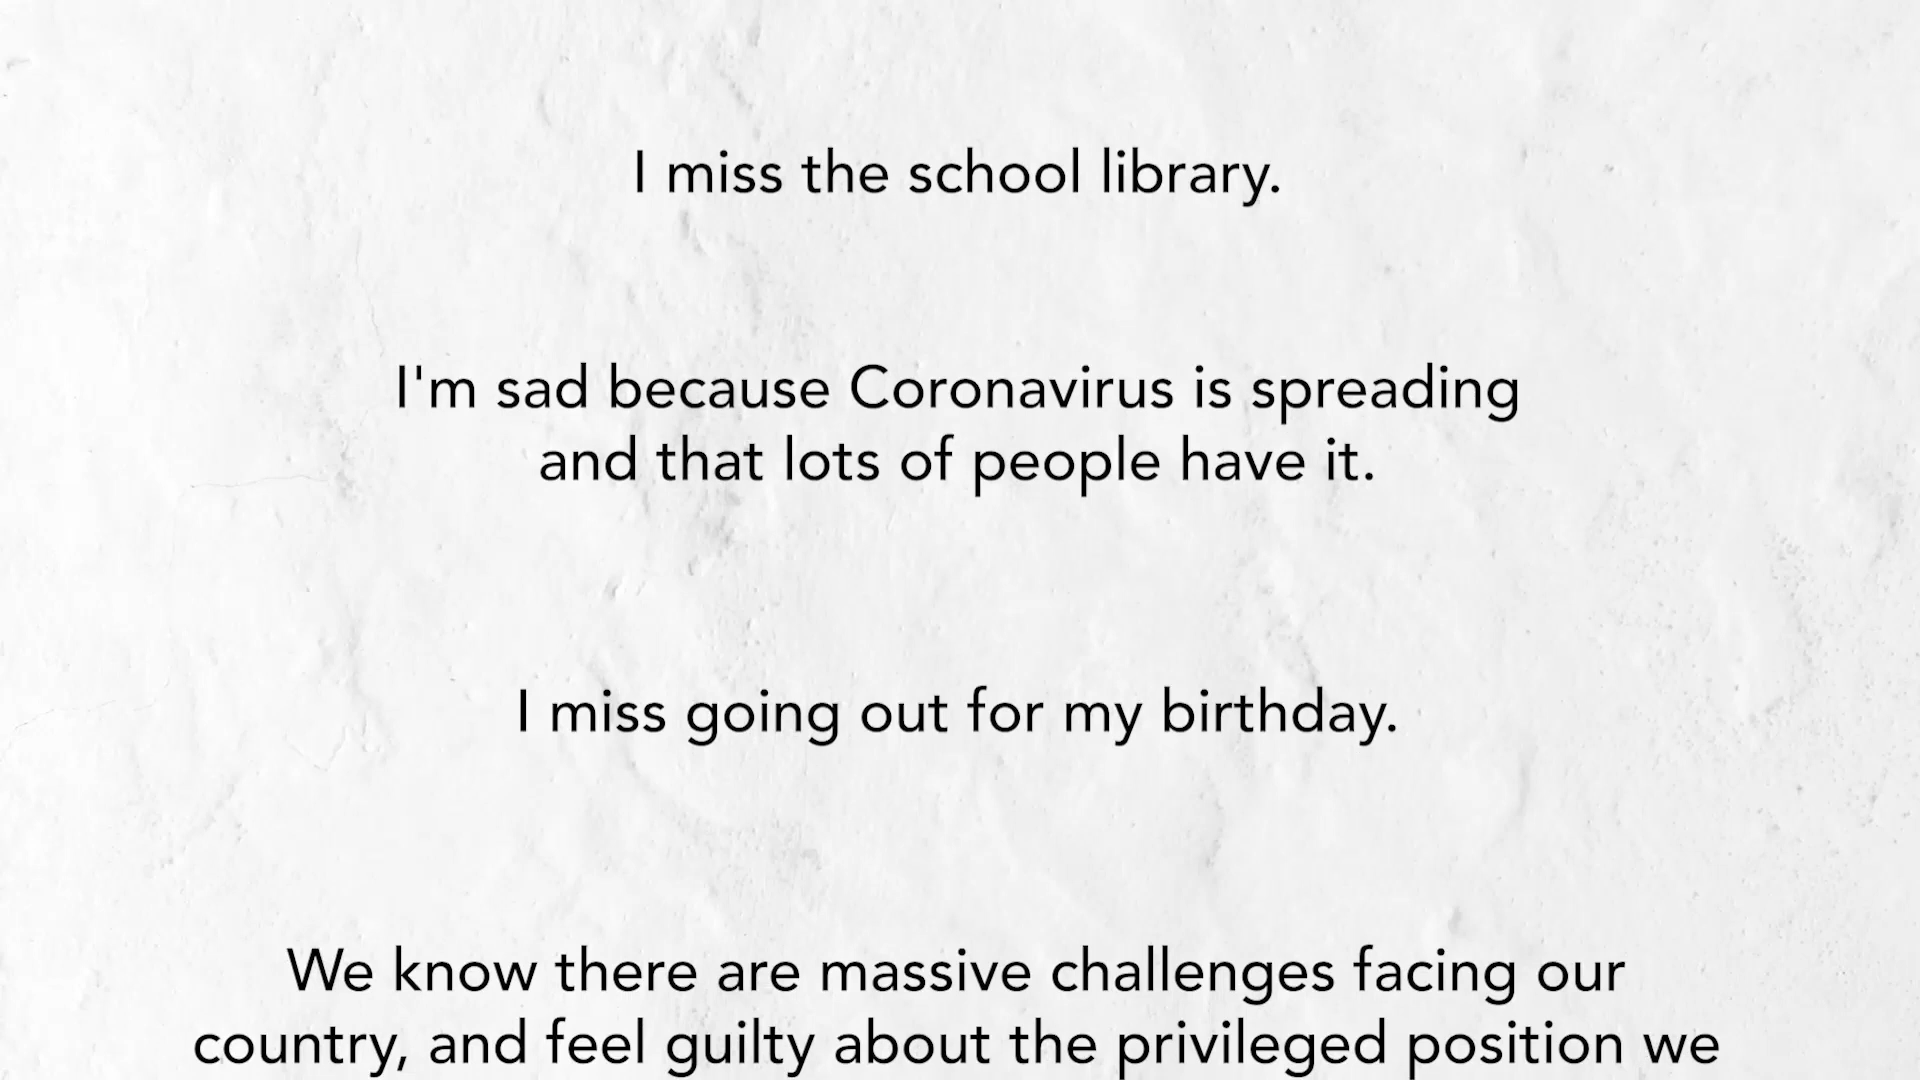 I miss the school library.
I'm sad because Coronavirus is spreading
and that lots of people have it.
I miss going out for my birthday.
We know there are massive challenges facing our
country, and feel guilty about the privileged position we